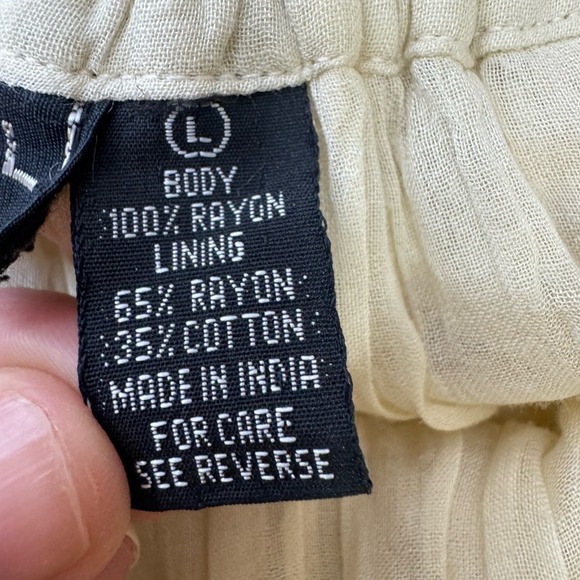 L
BODY
100% RAYON
LINING
65% RAYON
35% COTTON
MADE IN INDIA
FOR CARE
SEE REVERSE